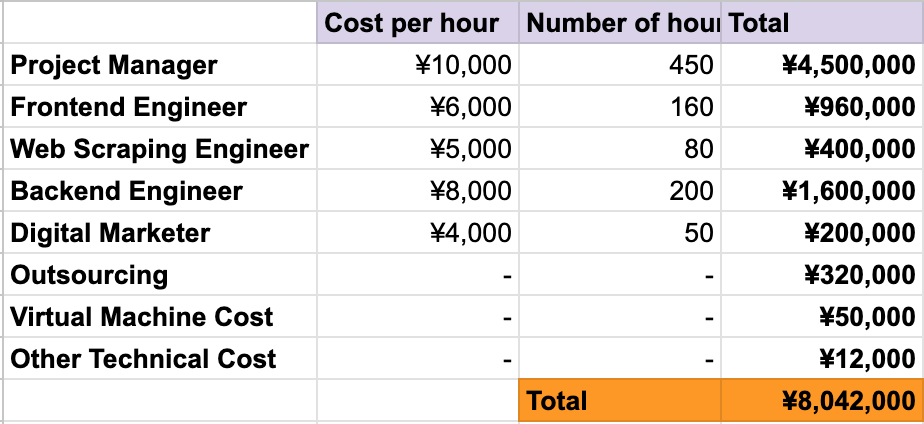 Cost per hour Number of hour Total
Project Manager ¥10,000 450 ¥4,500,000
Frontend Engineer ¥6,000 160 ¥960,000
Web Scraping Engineer ¥5,000 80 ¥400,000
Backend Engineer ¥8,000 200 ¥1,600,000
Digital Marketer ¥4,000 50 ¥200,000
Outsourcing - - ¥320,000
Virtual Machine Cost - - ¥50,000
Other Technical Cost - - ¥12,000
Total ¥8,042,000